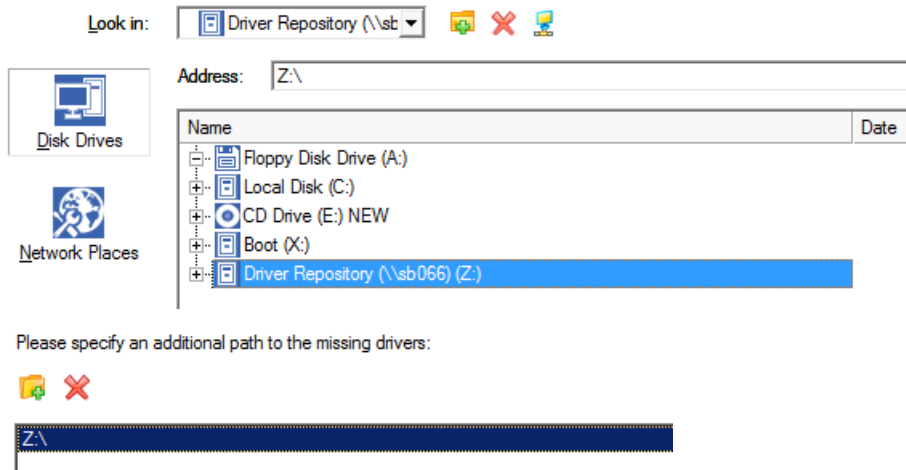 Look in: Driver Repository (\\sb
Address: Z:\
Disk Drives
Network Places
Name Date
Floppy Disk Drive (A:)
Local Disk (C:)
CD Drive (E:) NEW
Boot (X:)
Driver Repository (\\sb066) (Z:)
Please specify an additional path to the missing drivers:
Z:\